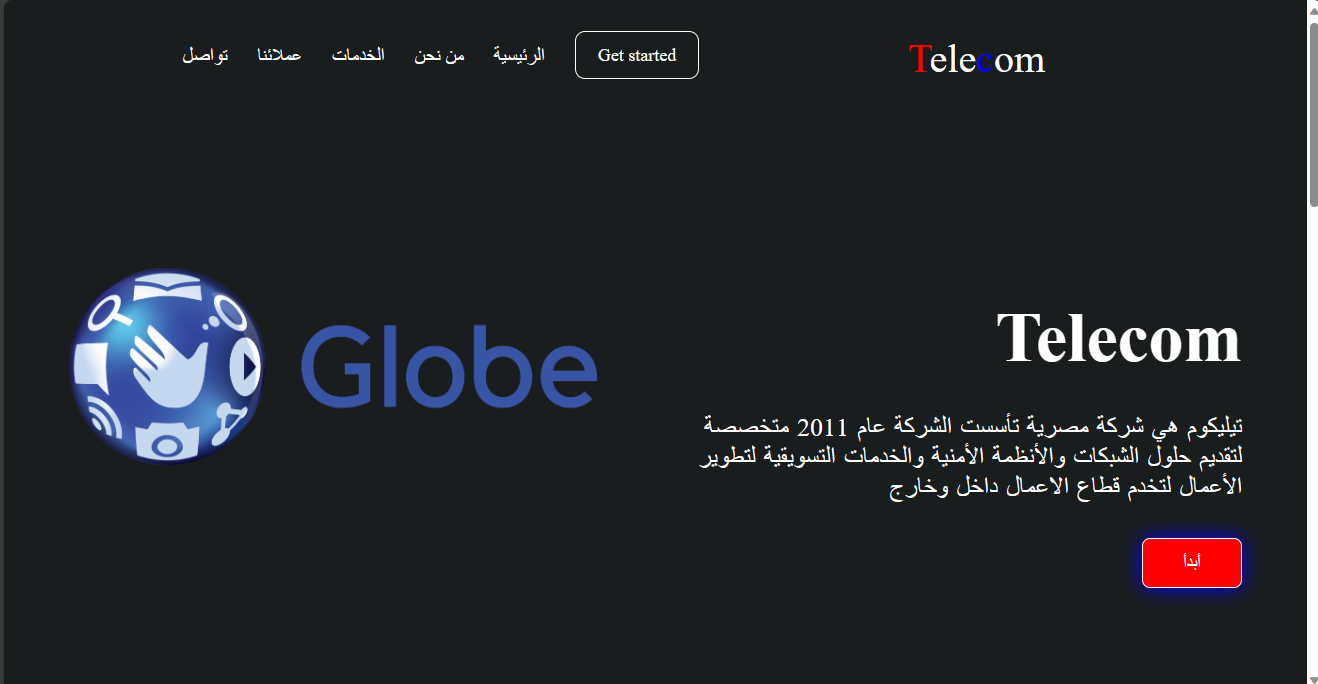 Telecom
Get started
الرئيسية
من نحن
الخدمات
عملائنا
تواصل
Telecom
تيليكوم هي شركة مصرية تأسست الشركة عام 2011 متخصصة
لتقديم حلول الشبكات والأنظمة الأمنية والخدمات التسويقية لتطوير
الأعمال لتخدم قطاع الاعمال داخل وخارج
أبدأ
Globe